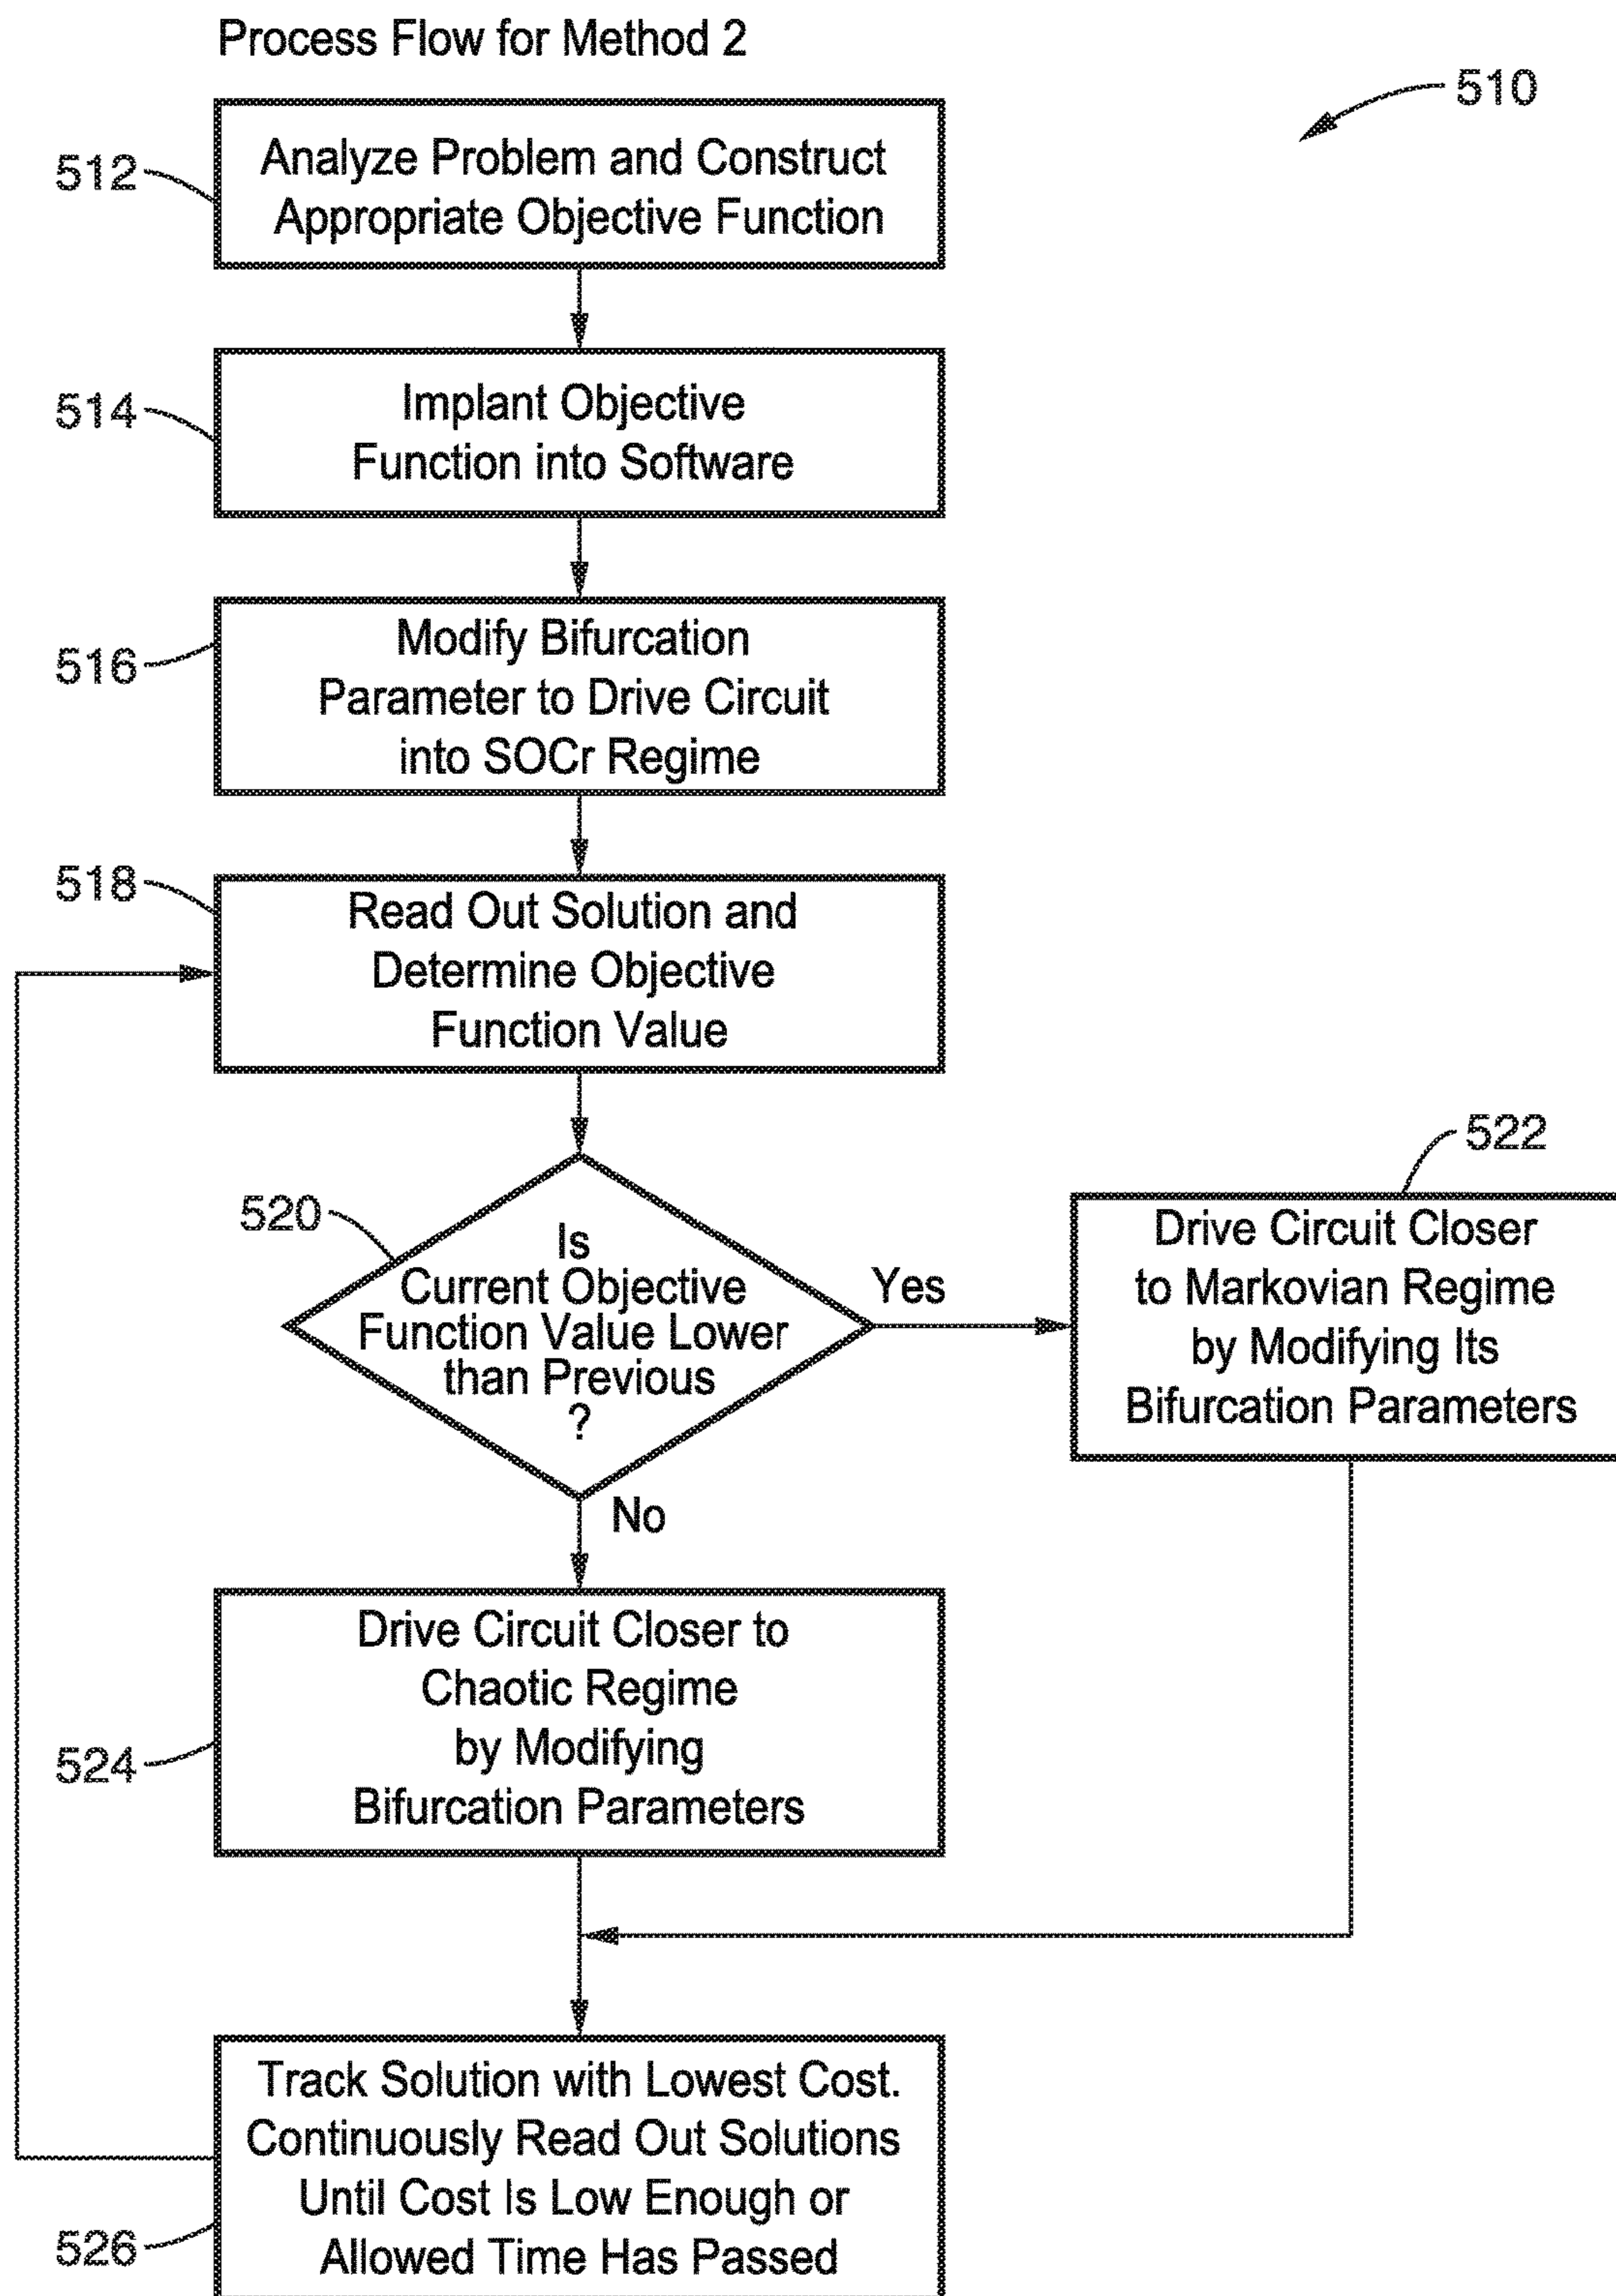 Process Flow for Method 2
510
512
Analyze Problem and Construct
Appropriate Objective Function
514
Implant Objective
Function into Software
516
Modify Bifurcation
Parameter to Drive Circuit
into SOCr Regime
518
Read Out Solution and
Determine Objective
Function Value
520
Is
Current Objective
Function Value Lower
than Previous
?
Yes
522
Drive Circuit Closer
to Markovian Regime
by Modifying Its
Bifurcation Parameters
No
524
Drive Circuit Closer to
Chaotic Regime
by Modifying
Bifurcation Parameters
526
Track Solution with Lowest Cost.
Continuously Read Out Solutions
Until Cost Is Low Enough or
Allowed Time Has Passed